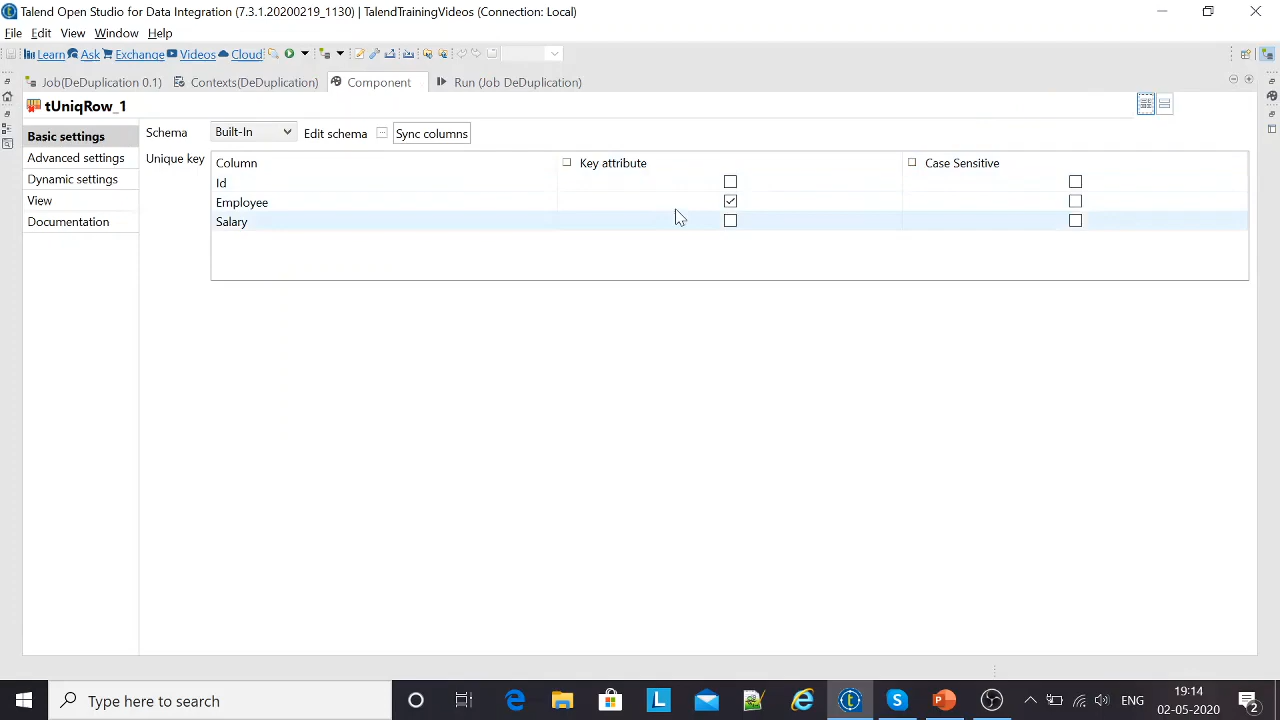 Talend Open Studio for Data Integration (7.3.1.20200219_1130) | TalendTrainingVideos (Connection: Local)
File Edit View Window Help
Learn Ask Exchange Videos Cloud
Job(DeDuplication 0.1) Contexts(DeDuplication) Component Run (Job DeDuplication)
tUniqRow_1
Basic settings
Advanced settings
Dynamic settings
View
Documentation
Schema Built-In Edit schema Sync columns
Unique key Column Key attribute Case Sensitive
Id
Employee
Salary
Type here to search
ENG
19:14
02-05-2020
2